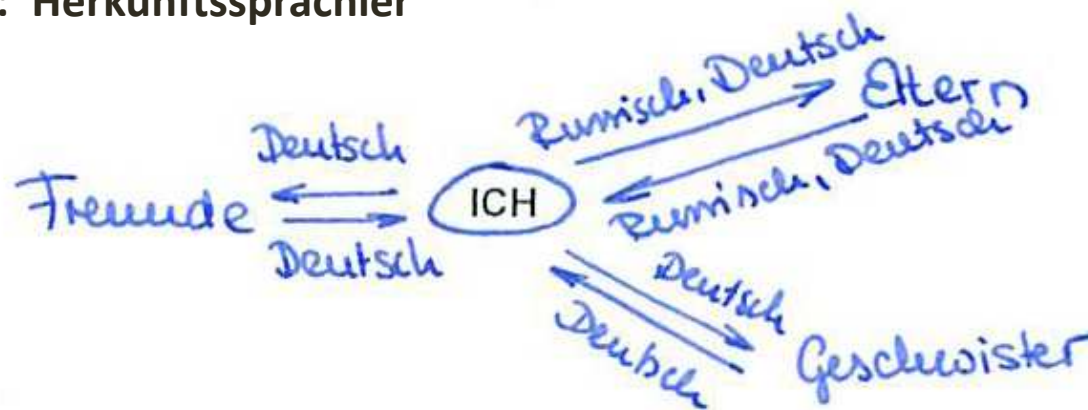 : Herkunftssprachler
Russisch, Deutsch
Eltern
Deutsch
Freunde
ICH
Russisch, Deutsch
Deutsch
Deutsch
Deutsch
Geschwister